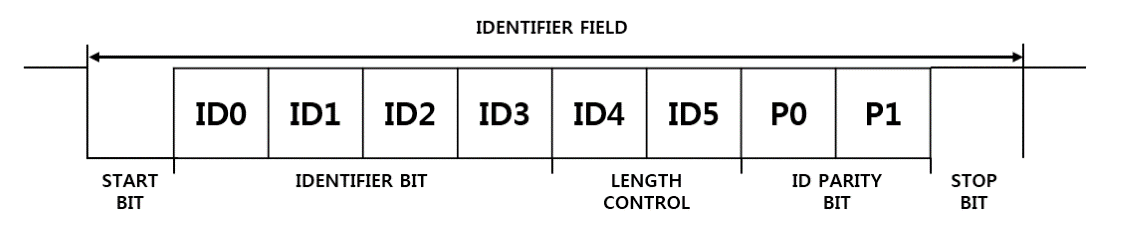 IDENTIFIER FIELD
ID0 ID1 ID2 ID3 ID4 ID5 P0 P1
START BIT
IDENTIFIER BIT
LENGTH CONTROL
ID PARITY BIT
STOP BIT